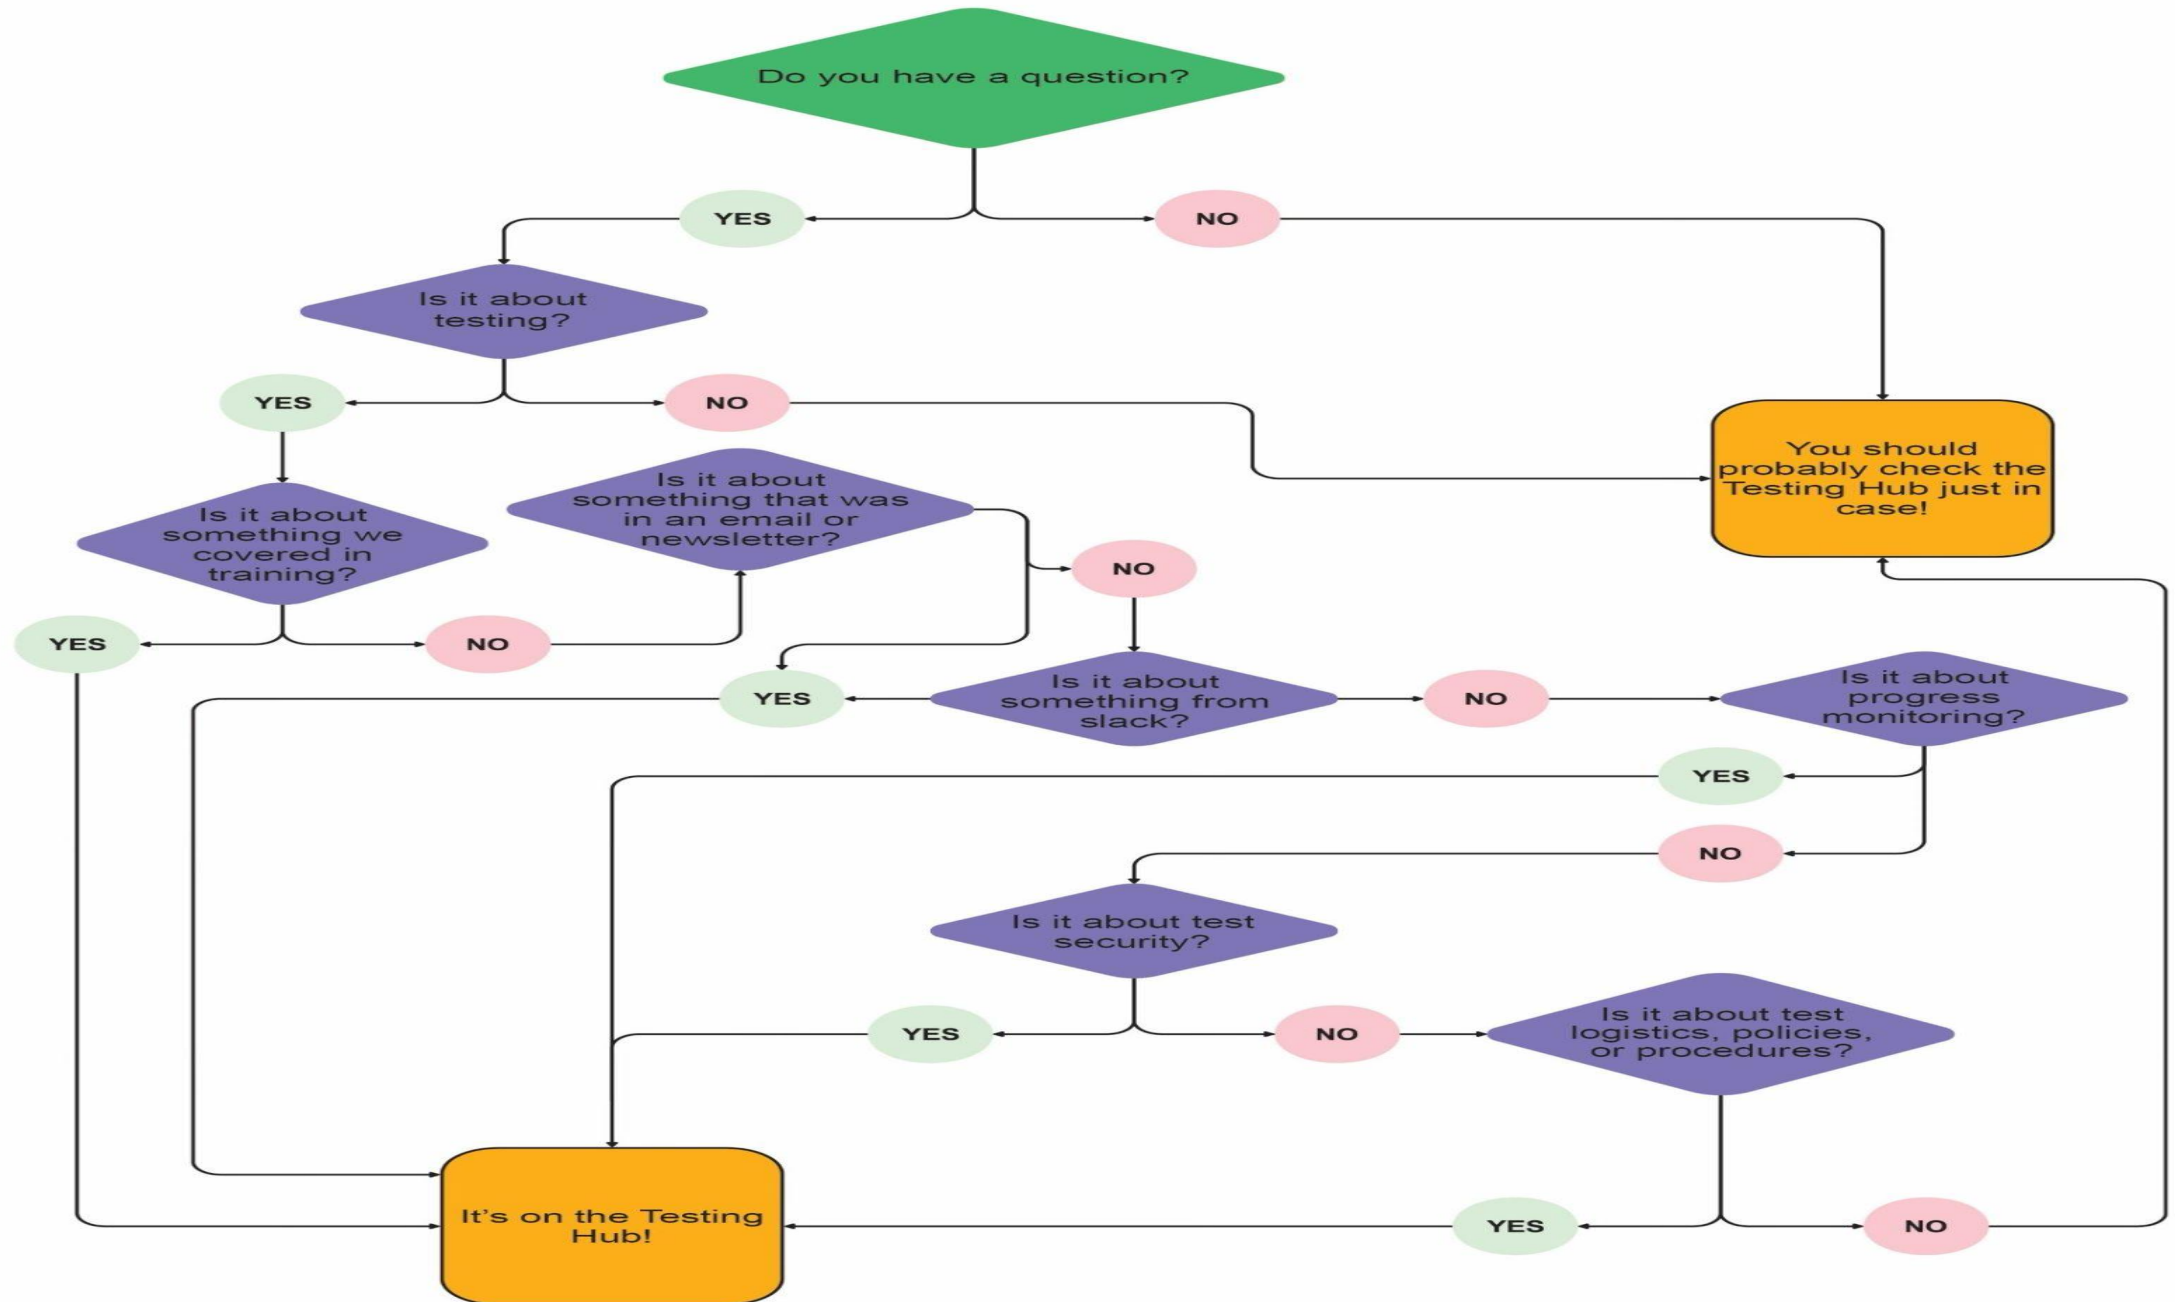 Do you have a question?
YES
NO
Is it about
testing?
YES
NO
You should
probably check the
Testing Hub just in
case!
Is it about
something that was
in an email or
newsletter?
Is it about
something we
covered in
training?
NO
YES
NO
YES
Is it about
something from
slack?
NO
Is it about
progress
monitoring?
YES
NO
Is it about test
security?
YES
NO
Is it about test
logistics, policies,
or procedures?
It's on the Testing
Hub!
YES
NO